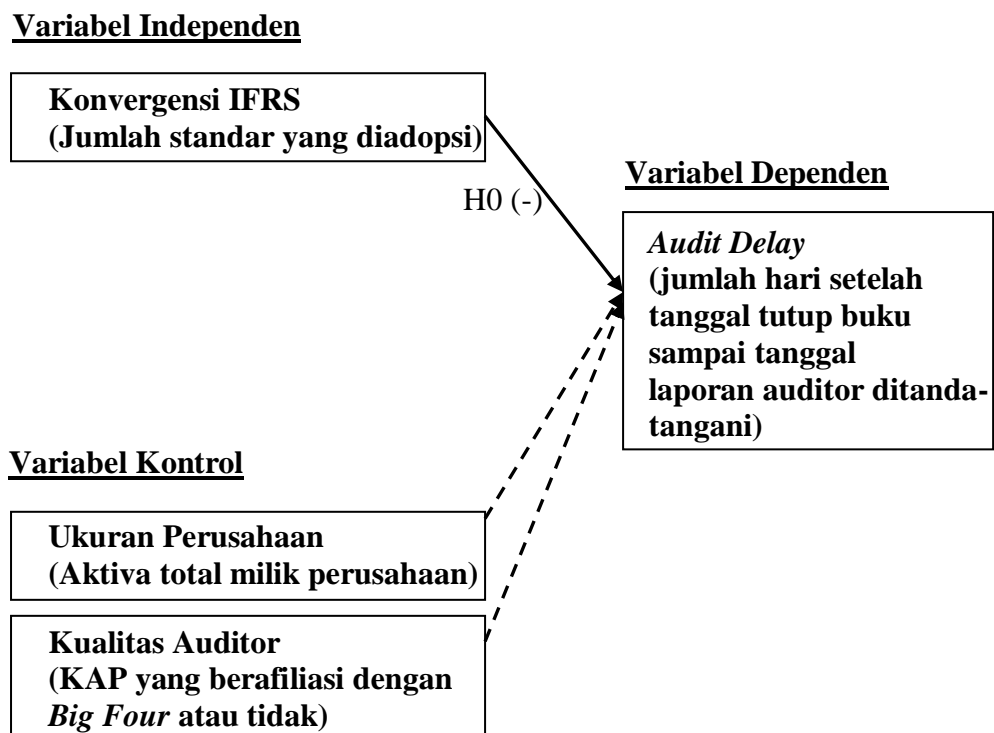 Variabel Independen
Konvergensi IFRS
(Jumlah standar yang diadopsi)
H0 (-)
Variabel Dependen
Audit Delay
(jumlah hari setelah
tanggal tutup buku
sampai tanggal
laporan auditor ditanda-
tangani)
Variabel Kontrol
Ukuran Perusahaan
(Aktiva total milik perusahaan)
Kualitas Auditor
(KAP yang berafiliasi dengan
Big Four atau tidak)